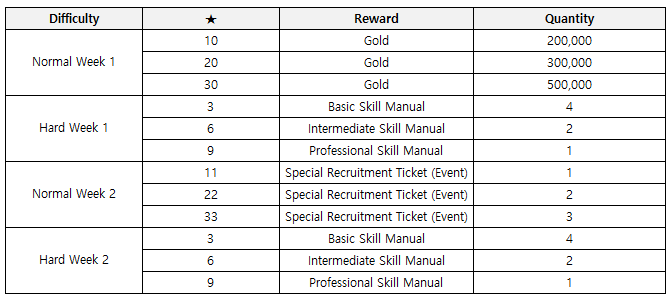 Difficulty ★ Reward Quantity
Normal Week 1 10 Gold 200,000
20 Gold 300,000
30 Gold 500,000
Hard Week 1 3 Basic Skill Manual 4
6 Intermediate Skill Manual 2
9 Professional Skill Manual 1
Normal Week 2 11 Special Recruitment Ticket (Event) 1
22 Special Recruitment Ticket (Event) 2
33 Special Recruitment Ticket (Event) 3
Hard Week 2 3 Basic Skill Manual 4
6 Intermediate Skill Manual 2
9 Professional Skill Manual 1